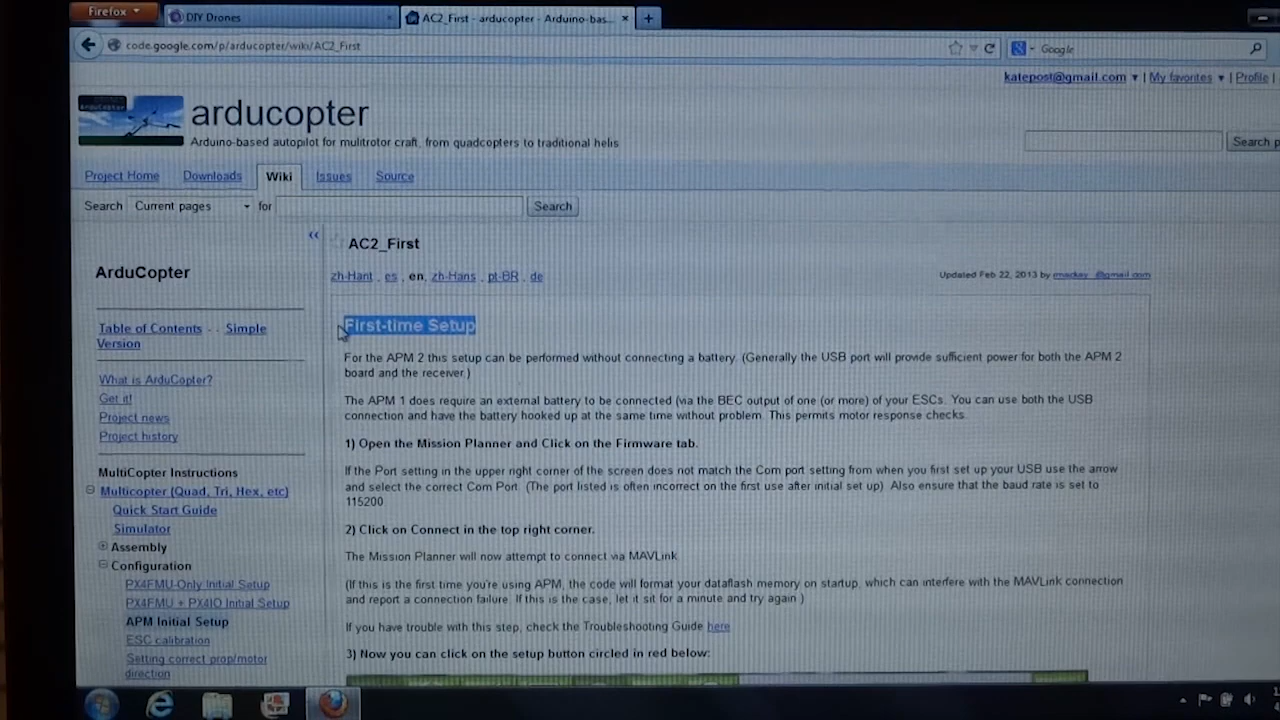 Firefox
DIY Drones
AC2_First - arducopter - Arduino-bas...
code.google.com/p/arducopter/wiki/AC2_First
Google
katepost@gmail.com | My favorites | Profile |
arducopter
Arduino-based autopilot for mulitrotor craft, from quadcopters to traditional helis
Search p
Project Home Downloads Wiki Issues Source
Search Current pages for Search
AC2_First
ArduCopter
zh-Hant, es, en, zh-Hans, pt-BR, de
Updated Feb 22, 2013 by @gmail.com
Table of Contents -- Simple
Version
What is ArduCopter?
Get it!
Project news
Project history
MultiCopter Instructions
Multicopter (Quad, Tri, Hex, etc)
Quick Start Guide
Simulator
Assembly
Configuration
PX4FMU-Only Initial Setup
PX4FMU + PX4IO Initial Setup
APM Initial Setup
ESC calibration
Setting correct prop/motor
direction
First-time Setup
For the APM 2 this setup can be performed without connecting a battery. (Generally the USB port will provide sufficient power for both the APM 2
board and the receiver.)
The APM 1 does require an external battery to be connected (via the BEC output of one (or more) of your ESCs. You can use both the USB
connection and have the battery hooked up at the same time without problem. This permits motor response checks.
1) Open the Mission Planner and Click on the Firmware tab.
If the Port setting in the upper right corner of the screen does not match the Com port setting from when you first set up your USB use the arrow
and select the correct Com Port. (The port listed is often incorrect on the first use after initial set up). Also ensure that the baud rate is set to
115200.
2) Click on Connect in the top right corner.
The Mission Planner will now attempt to connect via MAVLink.
(If this is the first time you're using APM, the code will format your dataflash memory on startup, which can interfere with the MAVLink connection
and report a connection failure. If this is the case, let it sit for a minute and try again.)
If you have trouble with this step, check the Troubleshooting Guide here
3) Now you can click on the setup button circled in red below: